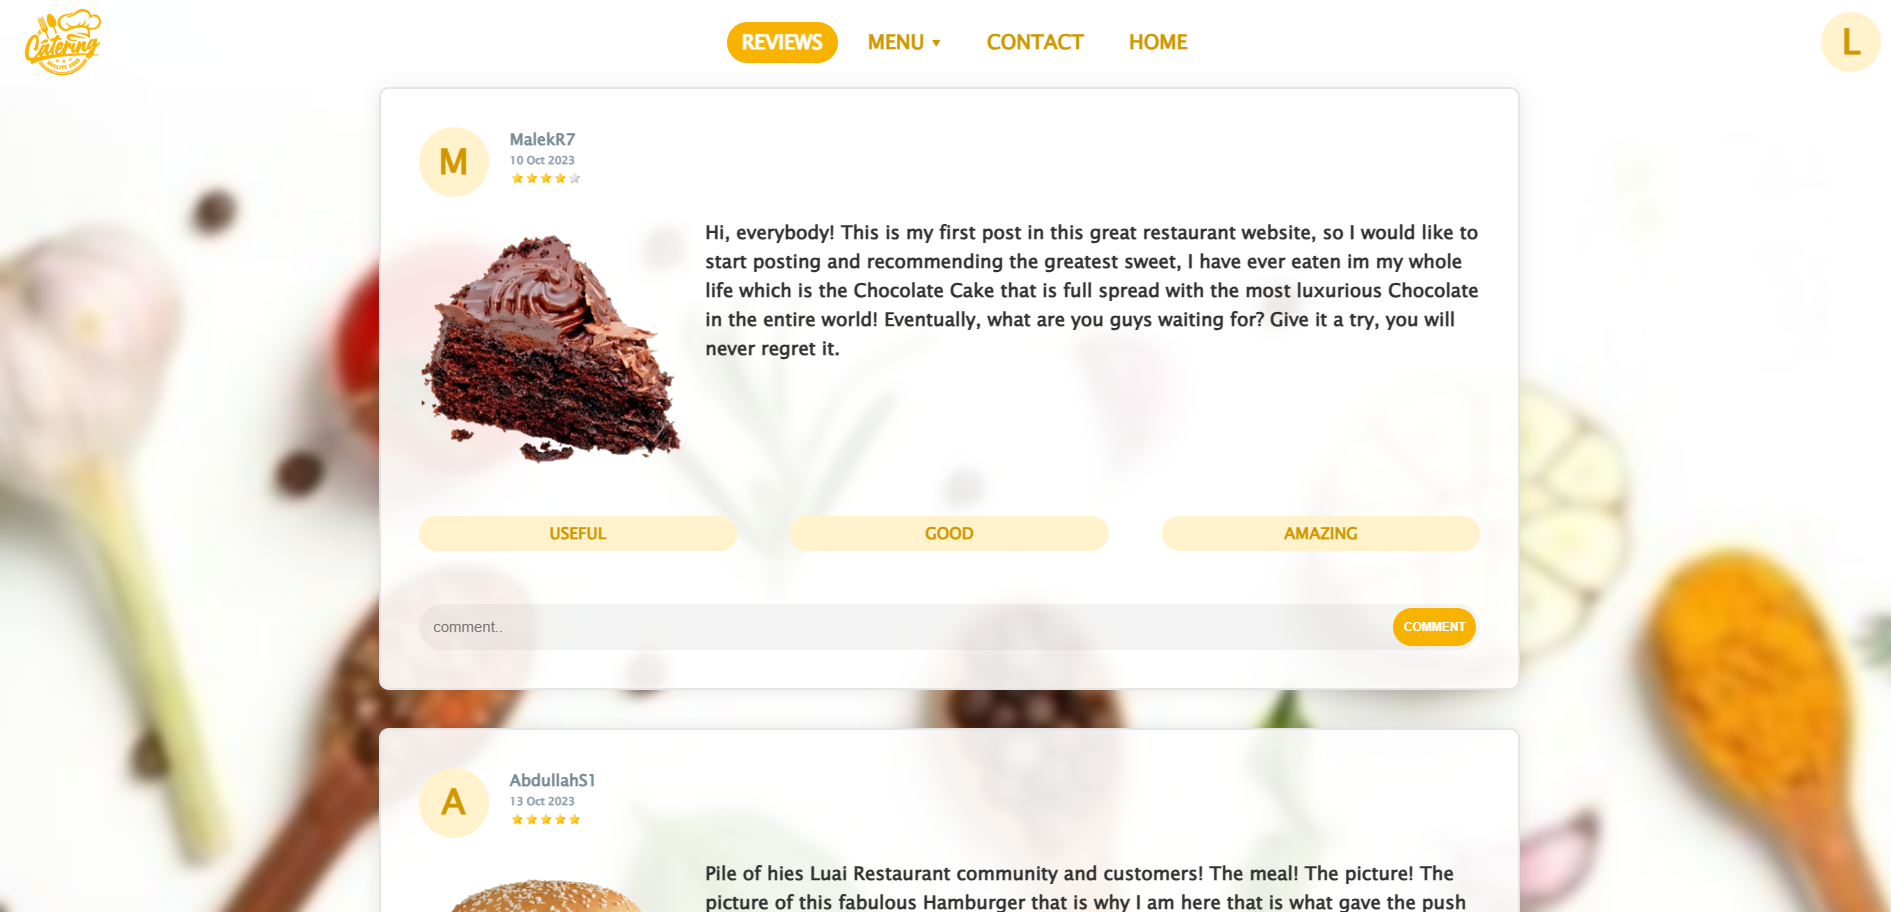 Catering
QUALITY FOOD
REVIEWS
MENU ▼
CONTACT
HOME
L
M
MalekR7
10 Oct 2023
Hi, everybody! This is my first post in this great restaurant website, so I would like to
start posting and recommending the greatest sweet, I have ever eaten im my whole
life which is the Chocolate Cake that is full spread with the most luxurious Chocolate
in the entire world! Eventually, what are you guys waiting for? Give it a try, you will
never regret it.
USEFUL
GOOD
AMAZING
comment..
COMMENT
A
AbdullahS1
13 Oct 2023
Pile of hies Luai Restaurant community and customers! The meal! The picture! The
picture of this fabulous Hamburger that is why I am here that is what gave the push